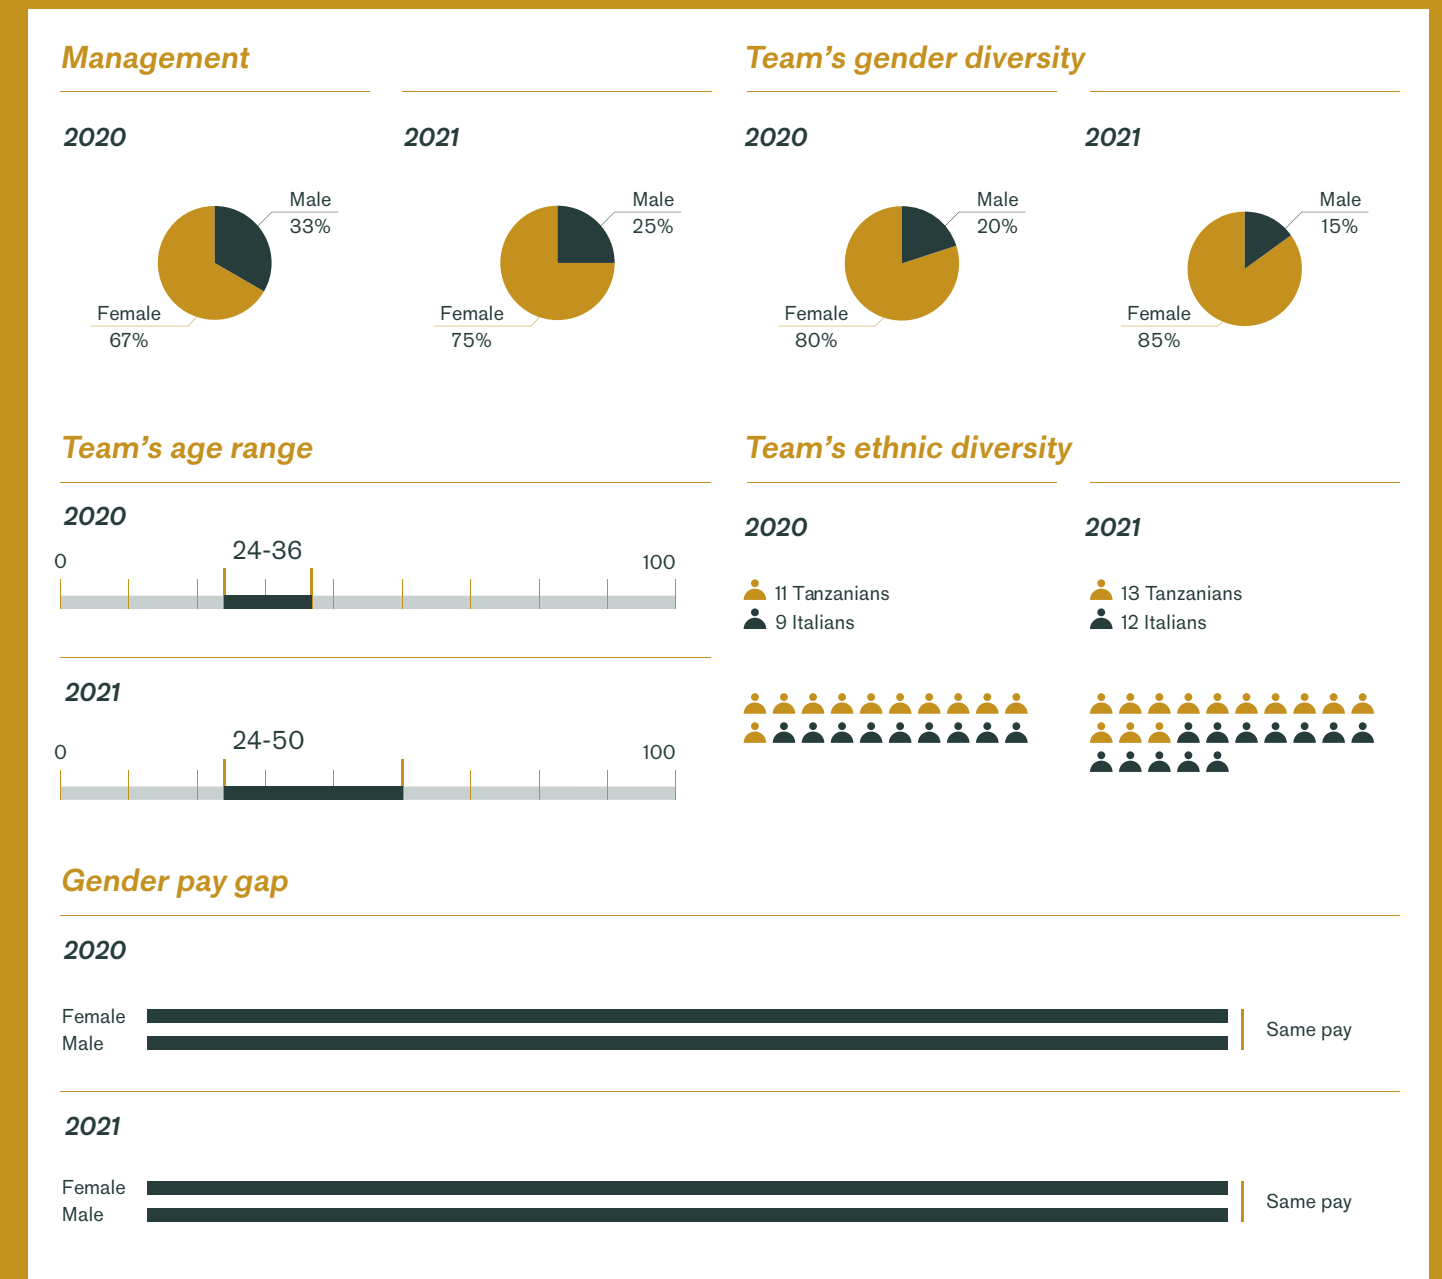 Management
2020
Male
33%
Female
67%
2021
Male
25%
Female
75%
Team’s gender diversity
2020
Male
20%
Female
80%
2021
Male
15%
Female
85%
Team’s age range
2020
0
24-36
100
2021
0
24-50
100
Team’s ethnic diversity
2020
11 Tanzanians
9 Italians
2021
13 Tanzanians
12 Italians
Gender pay gap
2020
Female
Male
Same pay
2021
Female
Male
Same pay